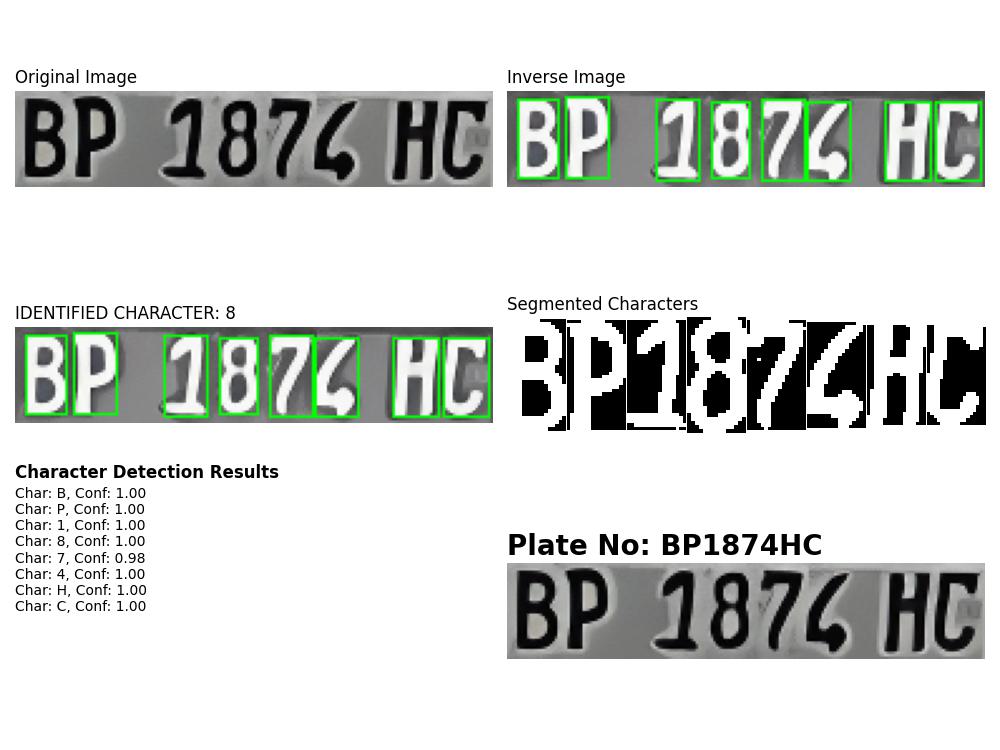 Original Image
BP 1874 HC
Inverse Image
BP 1874 HC
IDENTIFIED CHARACTER: 8
BP 1874 HC
Segmented Characters
BP1874HC
Character Detection Results
Char: B, Conf: 1.00
Char: P, Conf: 1.00
Char: 1, Conf: 1.00
Char: 8, Conf: 1.00
Char: 7, Conf: 0.98
Char: 4, Conf: 1.00
Char: H, Conf: 1.00
Char: C, Conf: 1.00
Plate No: BP1874HC
BP 1874 HC